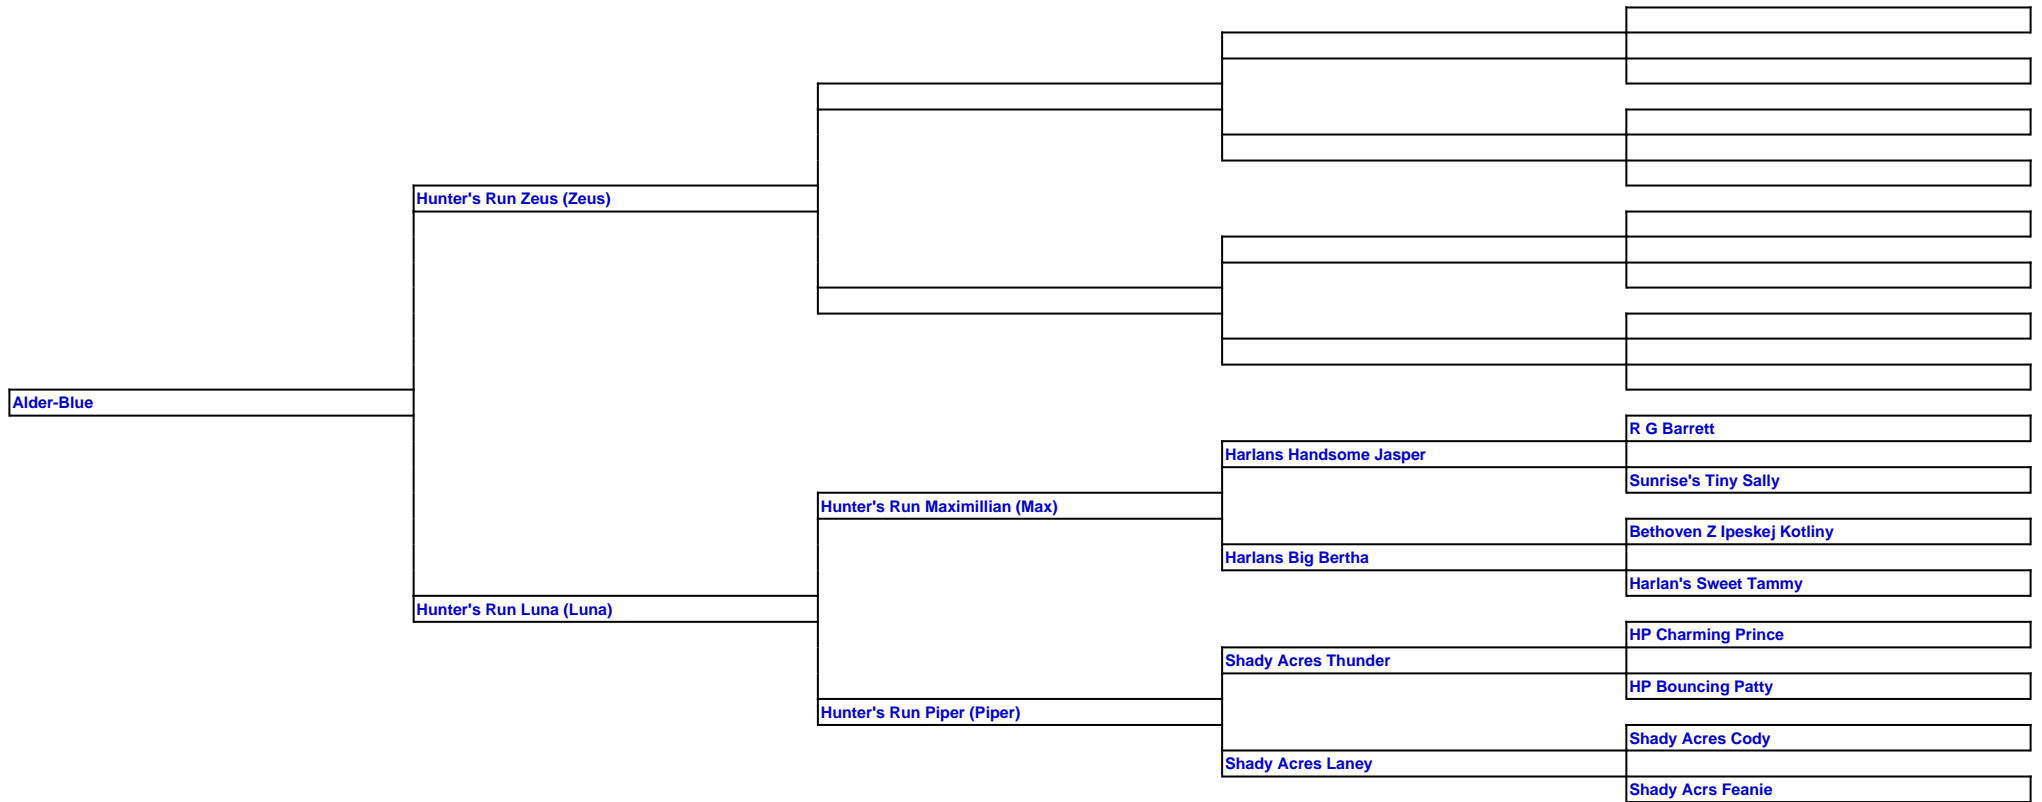 Hunter's Run Zeus (Zeus)
Alder-Blue
R G Barrett
Harlans Handsome Jasper
Sunrise's Tiny Sally
Hunter's Run Maximillian (Max)
Bethoven Z Ipeskej Kotliny
Harlans Big Bertha
Harlan's Sweet Tammy
Hunter's Run Luna (Luna)
HP Charming Prince
Shady Acres Thunder
HP Bouncing Patty
Hunter's Run Piper (Piper)
Shady Acres Cody
Shady Acres Laney
Shady Acrs Feanie